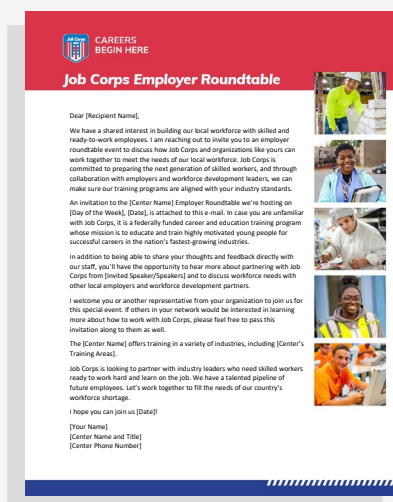 Job Corps
CAREERS
BEGIN HERE
Job Corps Employer Roundtable
Dear [Recipient Name],
We have a shared interest in building our local workforce with skilled and
ready-to-work employees. I am reaching out to invite you to an employer
roundtable event to discuss how Job Corps and organizations like yours can
work together to meet the needs of our local workforce. Job Corps is
committed to preparing the next generation of skilled workers, and through
collaboration with employers and workforce development leaders, we can
make sure our training programs are aligned with your industry standards.
An invitation to the [Center Name] Employer Roundtable we're hosting on
[Day of the Week], [Date], is attached to this e-mail. In case you are unfamiliar
with Job Corps, it is a federally funded career and education training program
whose mission is to educate and train highly motivated young people for
successful careers in the nation's fastest-growing industries.
In addition to being able to share your thoughts and feedback directly with
our staff, you'll have the opportunity to hear more about partnering with Job
Corps from [Invited Speaker/Speakers] and to discuss workforce needs with
other local employers and workforce development partners.
I welcome you or another representative from your organization to join us for
this special event. If others in your network would be interested in learning
more about how to work with Job Corps, please feel free to pass this
invitation along to them as well.
The [Center Name] offers training in a variety of industries, including [Center's
Training Areas].
Job Corps is looking to partner with industry leaders who need skilled workers
ready to work hard and learn on the job. We have a talented pipeline of
future employees. Let's work together to fill the needs of our country's
workforce shortage.
I hope you can join us [Date]!
[Your Name]
[Center Name and Title]
[Center Phone Number]